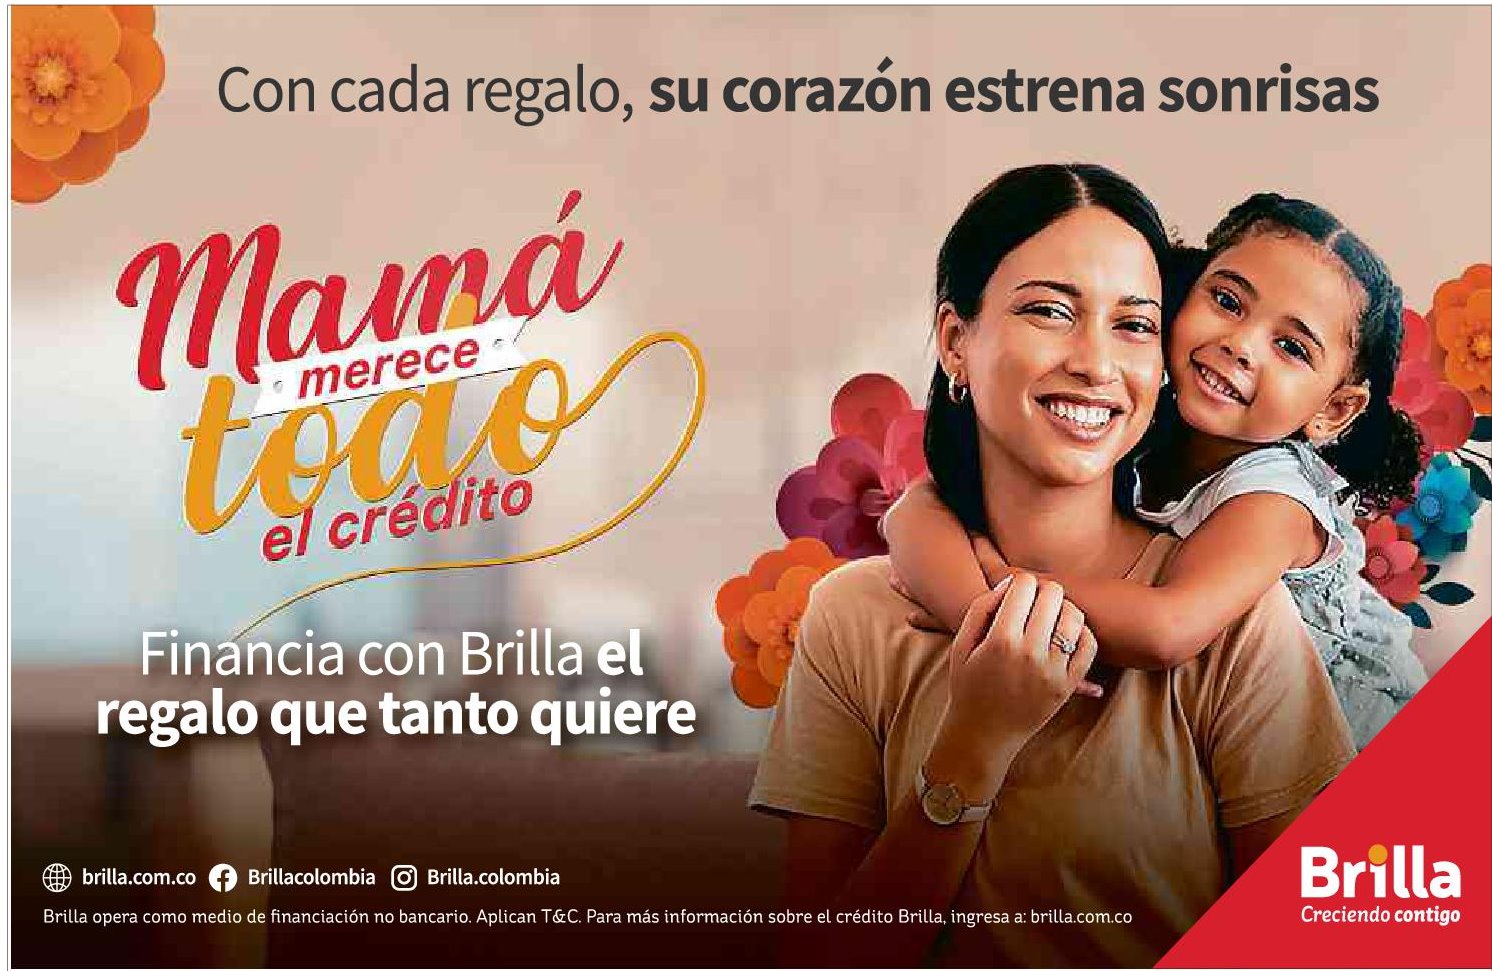 Con cada regalo, su corazón estrena sonrisas
Mamá
merece
todo
el crédito
Financia con Brilla el
regalo que tanto quiere
brilla.com.co Brillacolombia Brilla.colombia
Brilla opera como medio de financiación no bancario. Aplican T&C. Para más información sobre el crédito Brilla, ingresa a: brilla.com.co
Brilla
Creciendo contigo